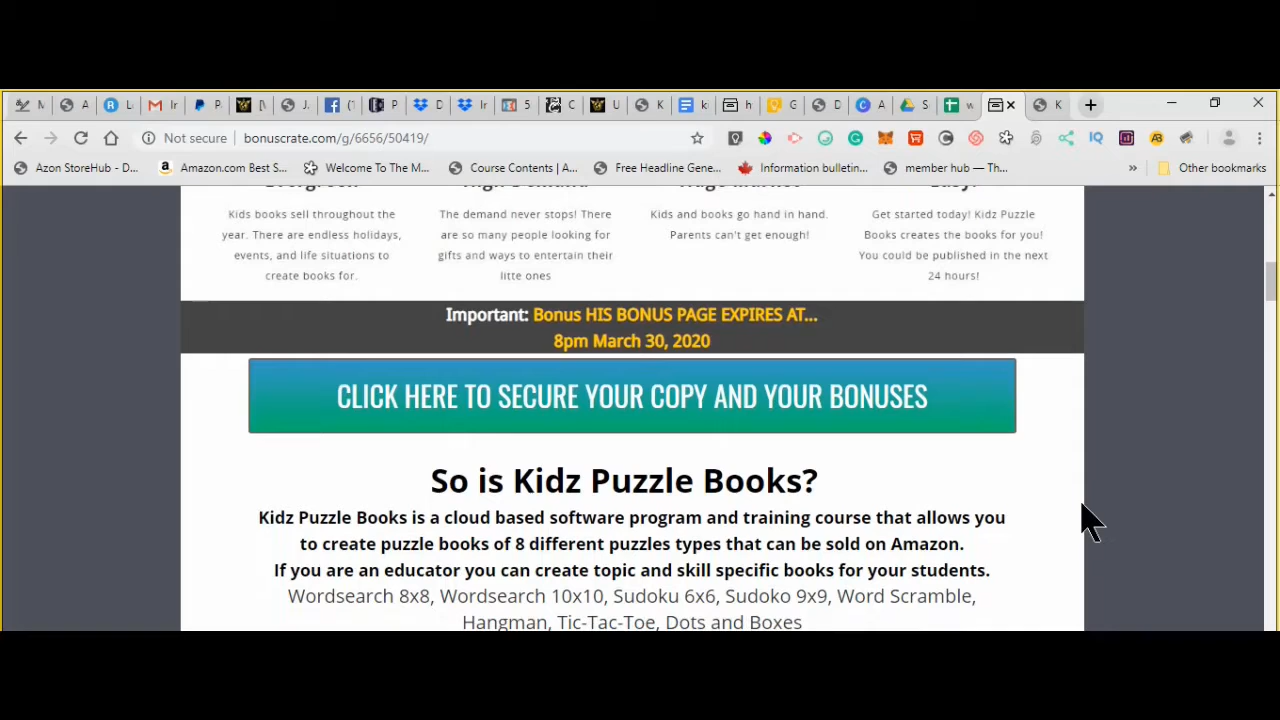 M A R L Ir P [\ J. ( P D Ir 5 C U K k h G D A S w K
Not secure bonuscrate.com/g/6656/50419/
Azon StoreHub - D... Amazon.com Best S... Welcome To The M... Course Contents | A... Free Headline Gene... Information bulletin... member hub — Th... » Other bookmarks
Kids books sell throughout the year. There are endless holidays, events, and life situations to create books for.
The demand never stops! There are so many people looking for gifts and ways to entertain their litte ones
Kids and books go hand in hand. Parents can't get enough!
Get started today! Kidz Puzzle Books creates the books for you! You could be published in the next 24 hours!
Important: Bonus HIS BONUS PAGE EXPIRES AT...
8pm March 30, 2020
CLICK HERE TO SECURE YOUR COPY AND YOUR BONUSES
So is Kidz Puzzle Books?
Kidz Puzzle Books is a cloud based software program and training course that allows you
to create puzzle books of 8 different puzzles types that can be sold on Amazon.
If you are an educator you can create topic and skill specific books for your students.
Wordsearch 8x8, Wordsearch 10x10, Sudoku 6x6, Sudoko 9x9, Word Scramble,
Hangman, Tic-Tac-Toe, Dots and Boxes